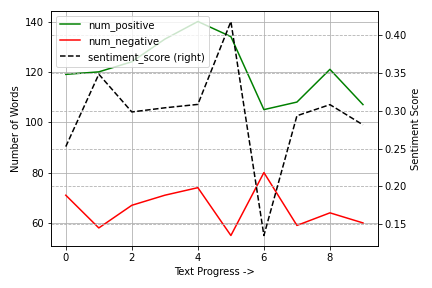 num_positive
num_negative
sentiment_score (right)
140
120
100
80
60
Number of Words
0.40
0.35
0.30
0.25
0.20
0.15
Sentiment Score
0 2 4 6 8
Text Progress ->